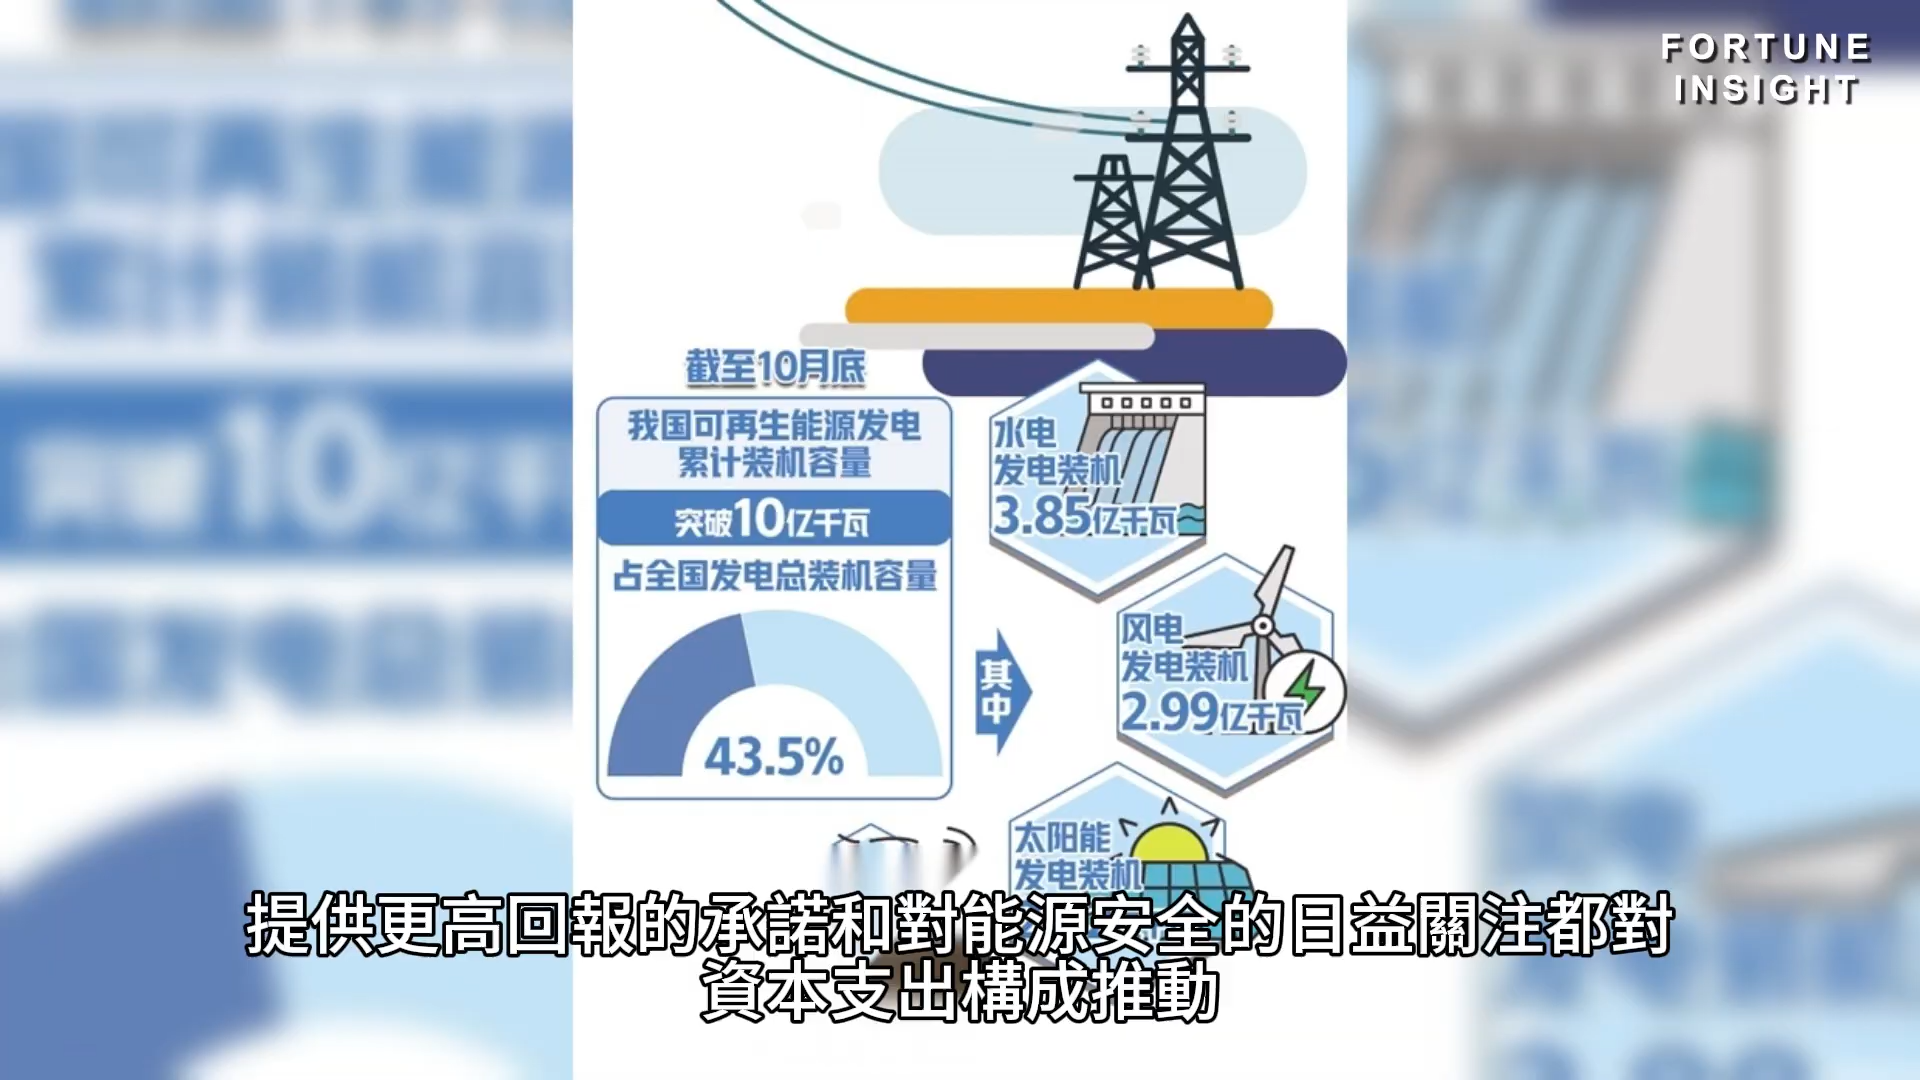 FORTUNE
INSIGHT
截至10月底
我国可再生能源发电
累计装机容量
突破10亿千瓦
占全国发电总装机容量
43.5%
其中
水电
发电装机
3.85亿千瓦
风电
发电装机
2.99亿千瓦
太阳能
发电装机
提供更高回報的承諾和對能源安全的日益關注都對
資本支出構成推動